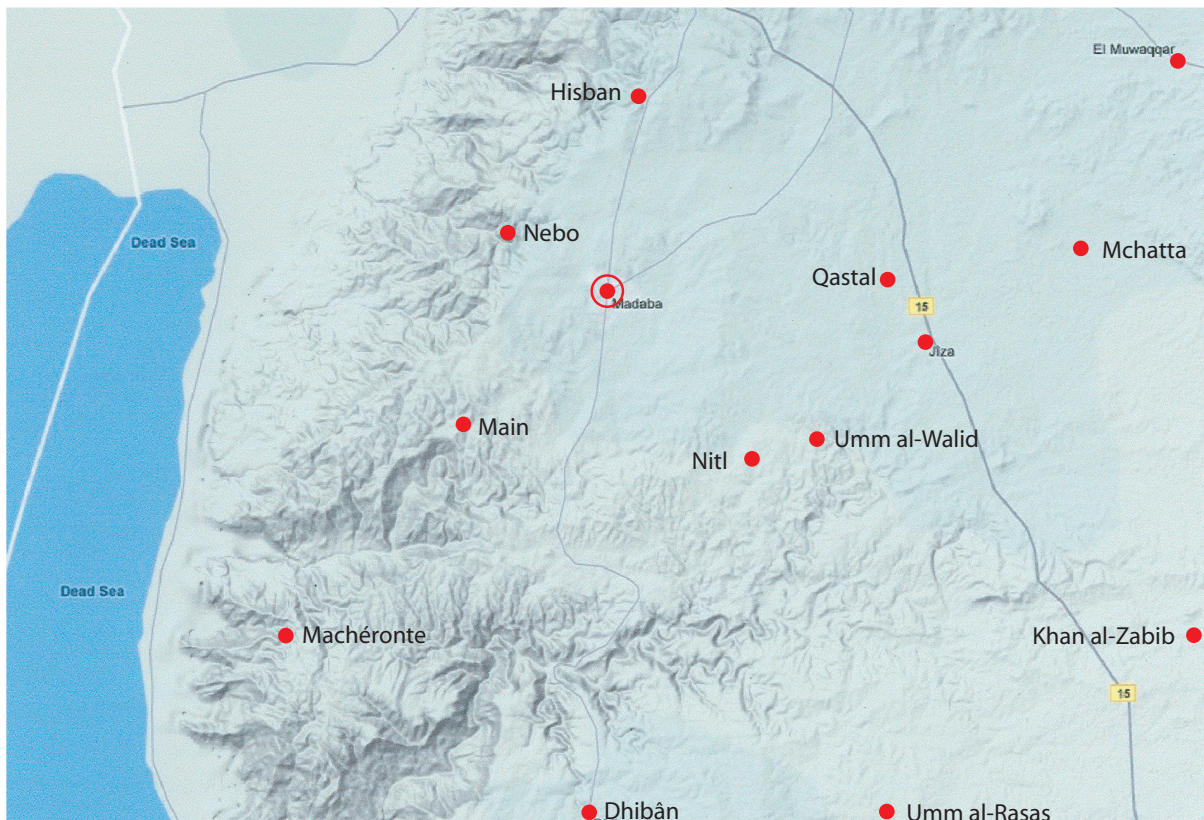 El Muwaqqar
Hisban
Nebo
Dead Sea
Mchatta
Qastal
Madaba
15
Jiza
Main
Umm al-Walid
Nitl
Dead Sea
Machéronte
Khan al-Zabib
15
Dhibân
Umm al-Rasas